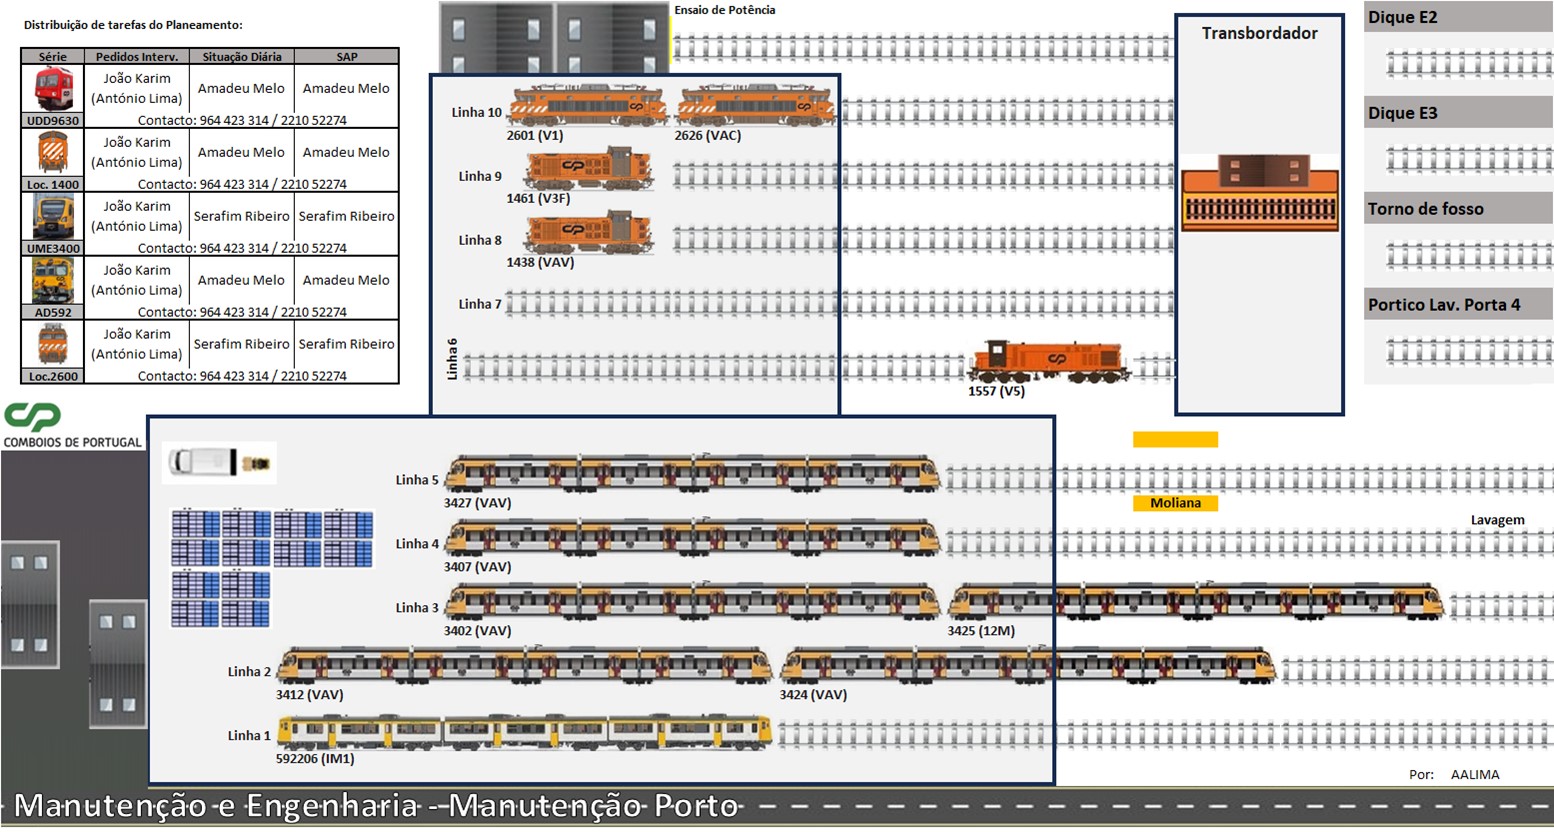 Distribuição de tarefas do Planeamento:
Série Pedidos Interv. Situação Diária SAP
João Karim
(António Lima) Amadeu Melo Amadeu Melo
UDD9630 Contacto: 964 423 314 / 2210 52274
João Karim
(António Lima) Amadeu Melo Amadeu Melo
Loc. 1400 Contacto: 964 423 314 / 2210 52274
João Karim
(António Lima) Serafim Ribeiro Serafim Ribeiro
UME3400 Contacto: 964 423 314 / 2210 52274
João Karim
(António Lima) Amadeu Melo Amadeu Melo
AD592 Contacto: 964 423 314 / 2210 52274
João Karim
(António Lima) Serafim Ribeiro Serafim Ribeiro
Loc.2600 Contacto: 964 423 314 / 2210 52274
CP
COMBOIOS DE PORTUGAL
Ensaio de Potência
Linha 10
2601 (V1) 2626 (VAC)
Linha 9
1461 (V3F)
Linha 8
1438 (VAV)
Linha 7
Linha 6
1557 (V5)
Transbordador
Dique E2
Dique E3
Torno de fosso
Portico Lav. Porta 4
Linha 5
3427 (VAV)
Moliana
Lavagem
Linha 4
3407 (VAV)
Linha 3
3402 (VAV) 3425 (12M)
Linha 2
3412 (VAV) 3424 (VAV)
Linha 1
592206 (IM1)
Por: AALIMA
Manutenção e Engenharia - Manutenção Porto